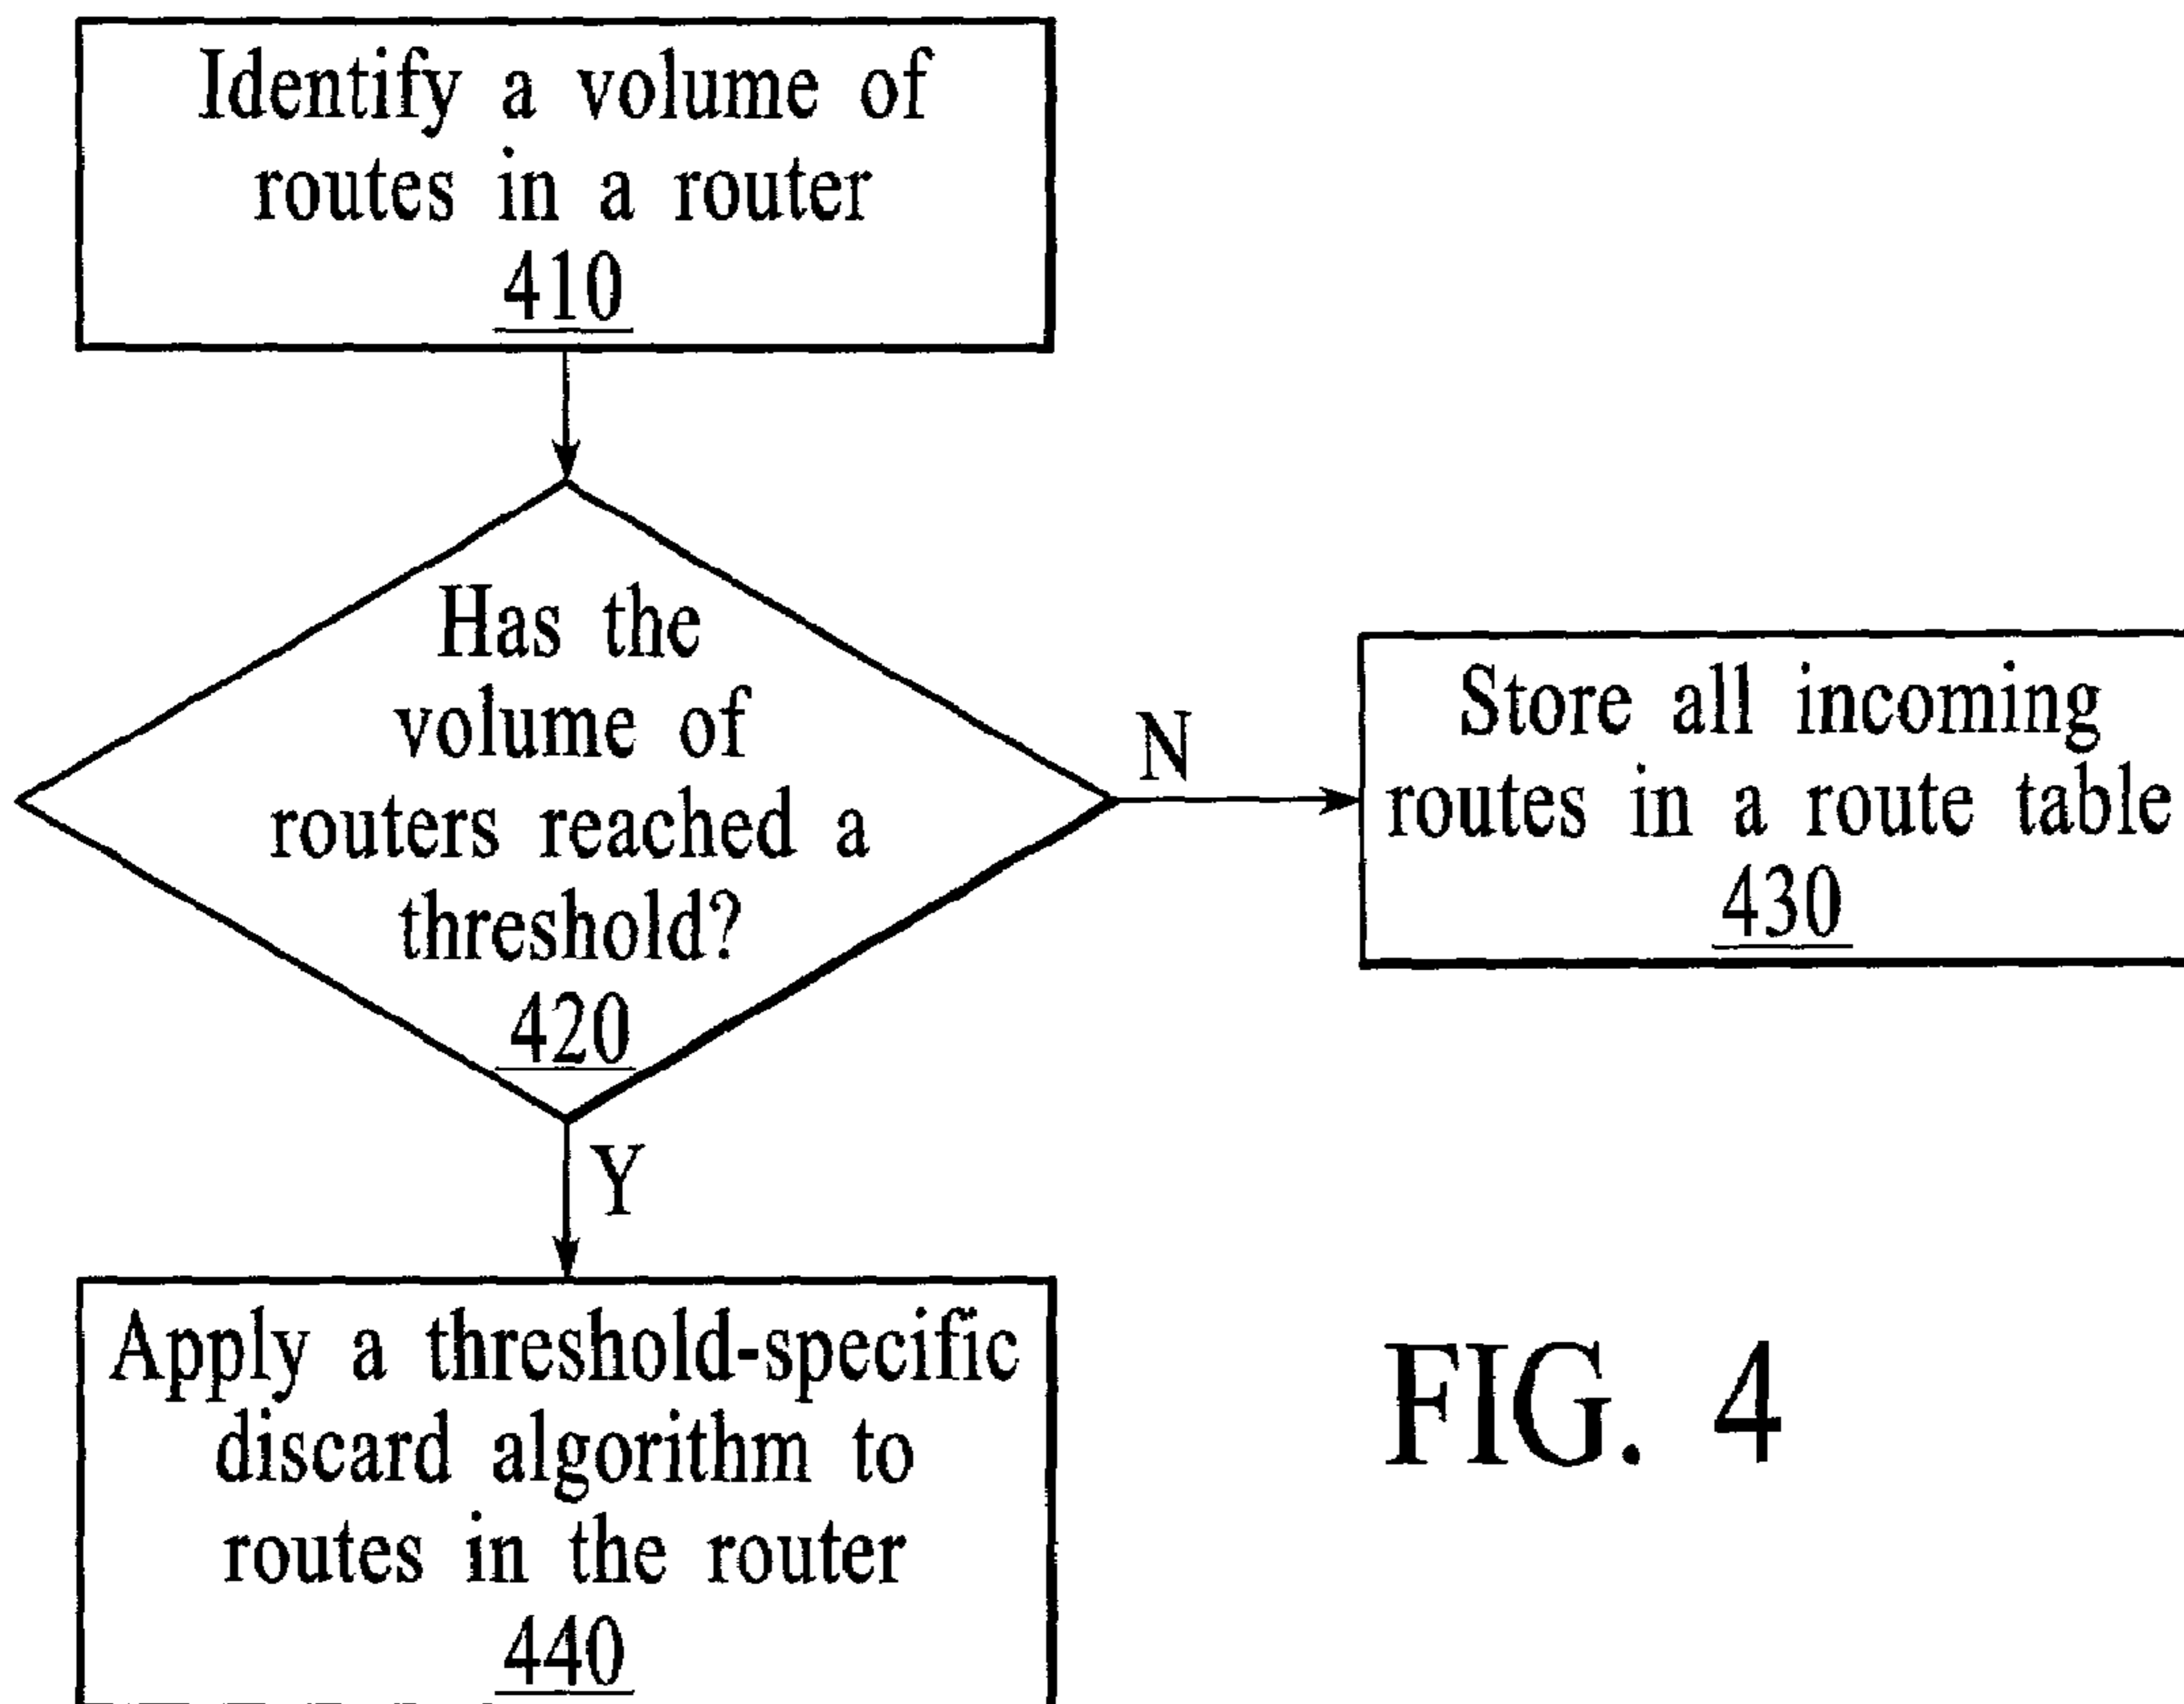 Identify a volume of
routes in a router
410
Has the
volume of
routers reached a
threshold?
420
N
Store all incoming
routes in a route table
430
Y
Apply a threshold-specific
discard algorithm to
routes in the router
440
FIG. 4